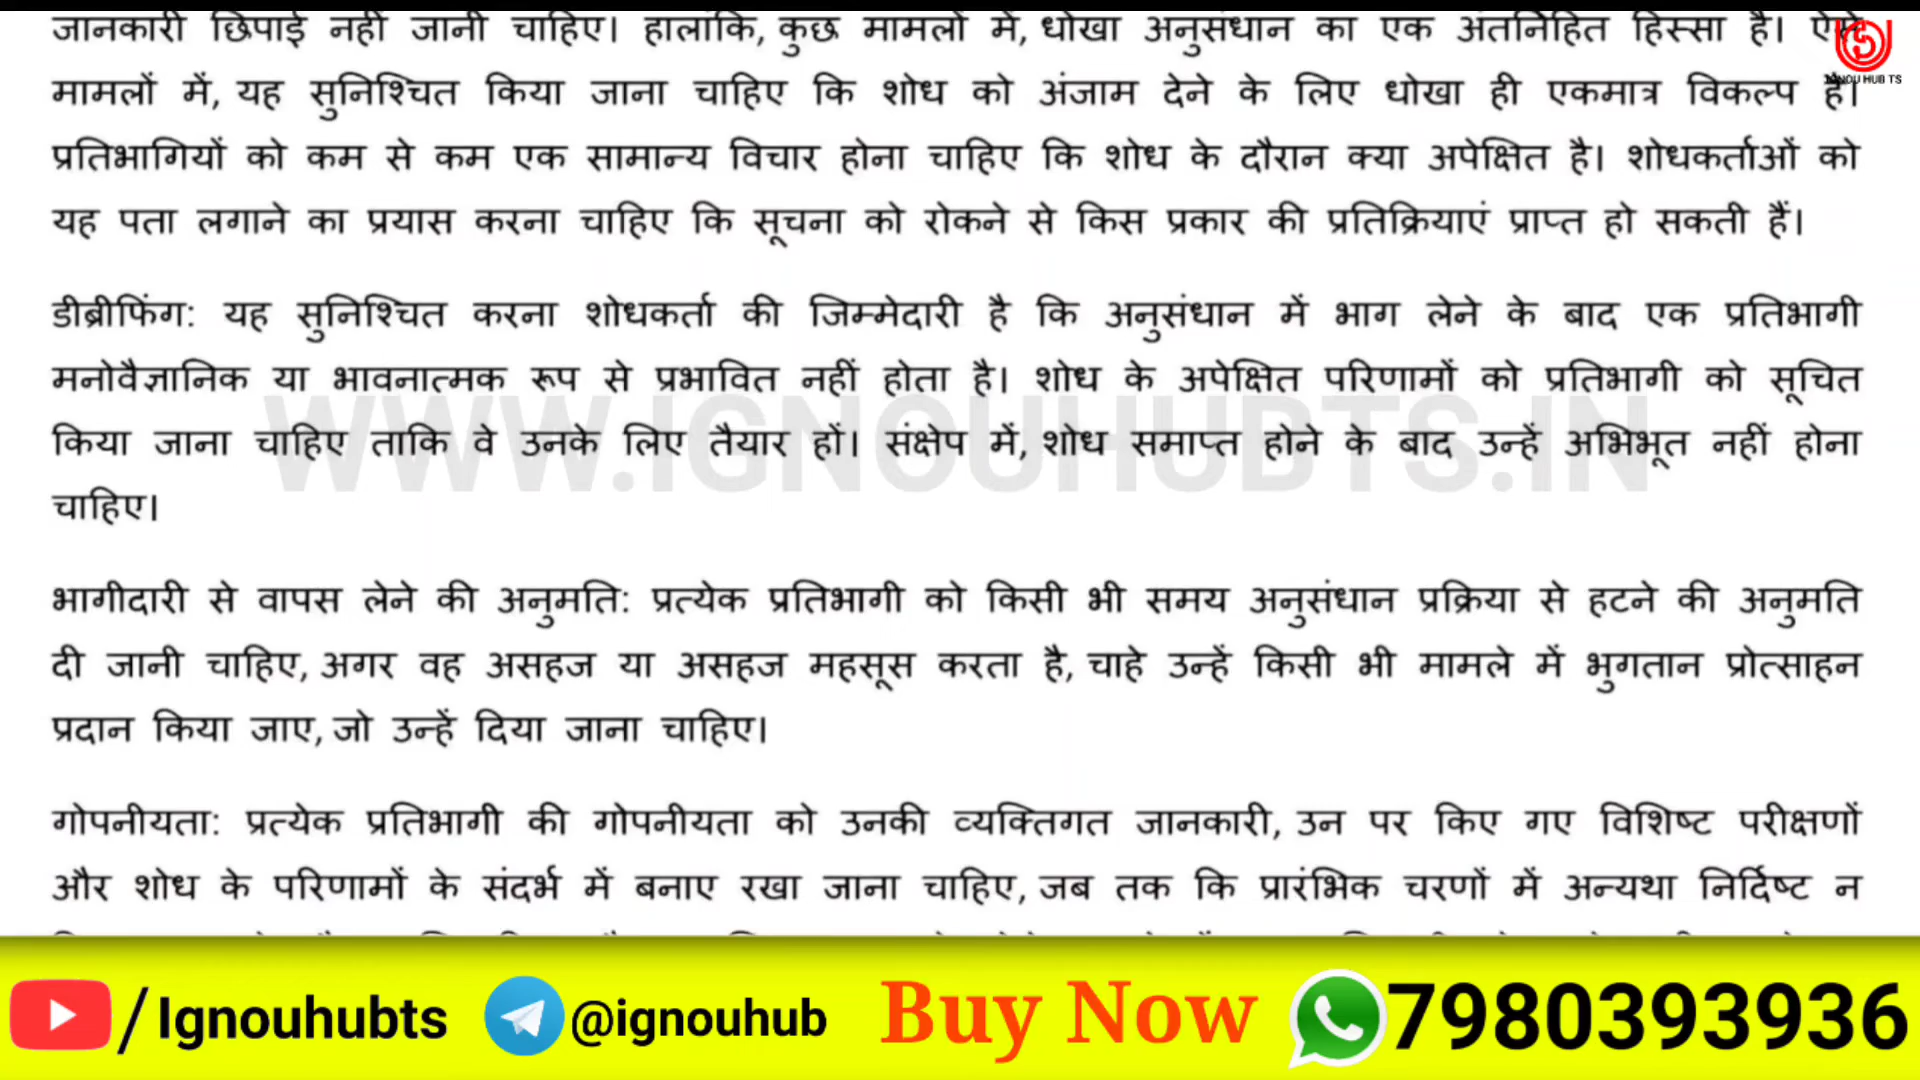 जानकारी छिपाई नहीं जानी चाहिए। हालांकि, कुछ मामलों में, धोखा अनुसंधान का एक अंतर्निहित हिस्सा है। ऐसे
मामलों में, यह सुनिश्चित किया जाना चाहिए कि शोध को अंजाम देने के लिए धोखा ही एकमात्र विकल्प है।
IGNOU HUB TS
प्रतिभागियों को कम से कम एक सामान्य विचार होना चाहिए कि शोध के दौरान क्या अपेक्षित है। शोधकर्ताओं को
यह पता लगाने का प्रयास करना चाहिए कि सूचना को रोकने से किस प्रकार की प्रतिक्रियाएं प्राप्त हो सकती हैं।
डीब्रीफिंग: यह सुनिश्चित करना शोधकर्ता की जिम्मेदारी है कि अनुसंधान में भाग लेने के बाद एक प्रतिभागी
मनोवैज्ञानिक या भावनात्मक रूप से प्रभावित नहीं होता है। शोध के अपेक्षित परिणामों को प्रतिभागी को सूचित
किया जाना चाहिए ताकि वे उनके लिए तैयार हों। संक्षेप में, शोध समाप्त होने के बाद उन्हें अभिभूत नहीं होना
WWW.IGNOUHUBTS.IN
चाहिए।
भागीदारी से वापस लेने की अनुमति: प्रत्येक प्रतिभागी को किसी भी समय अनुसंधान प्रक्रिया से हटने की अनुमति
दी जानी चाहिए, अगर वह असहज या असहज महसूस करता है, चाहे उन्हें किसी भी मामले में भुगतान प्रोत्साहन
प्रदान किया जाए, जो उन्हें दिया जाना चाहिए।
गोपनीयता: प्रत्येक प्रतिभागी की गोपनीयता को उनकी व्यक्तिगत जानकारी, उन पर किए गए विशिष्ट परीक्षणों
और शोध के परिणामों के संदर्भ में बनाए रखा जाना चाहिए, जब तक कि प्रारंभिक चरणों में अन्यथा निर्दिष्ट न
/Ignouhubts @ignouhub Buy Now 7980393936